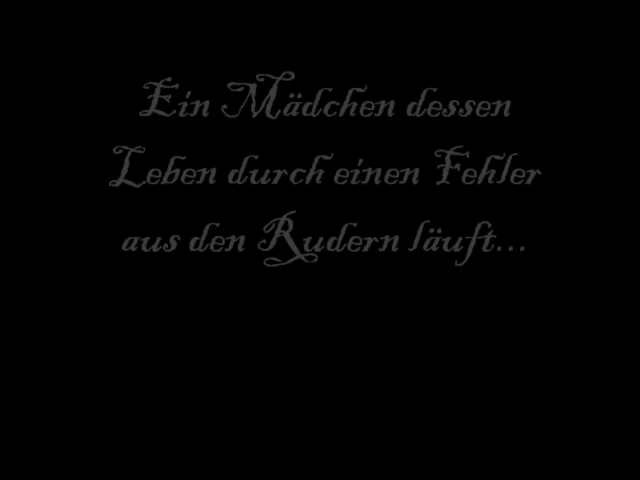 Ein Mädchen dessen
Leben durch einen Fehler
aus den Rudern läuft...